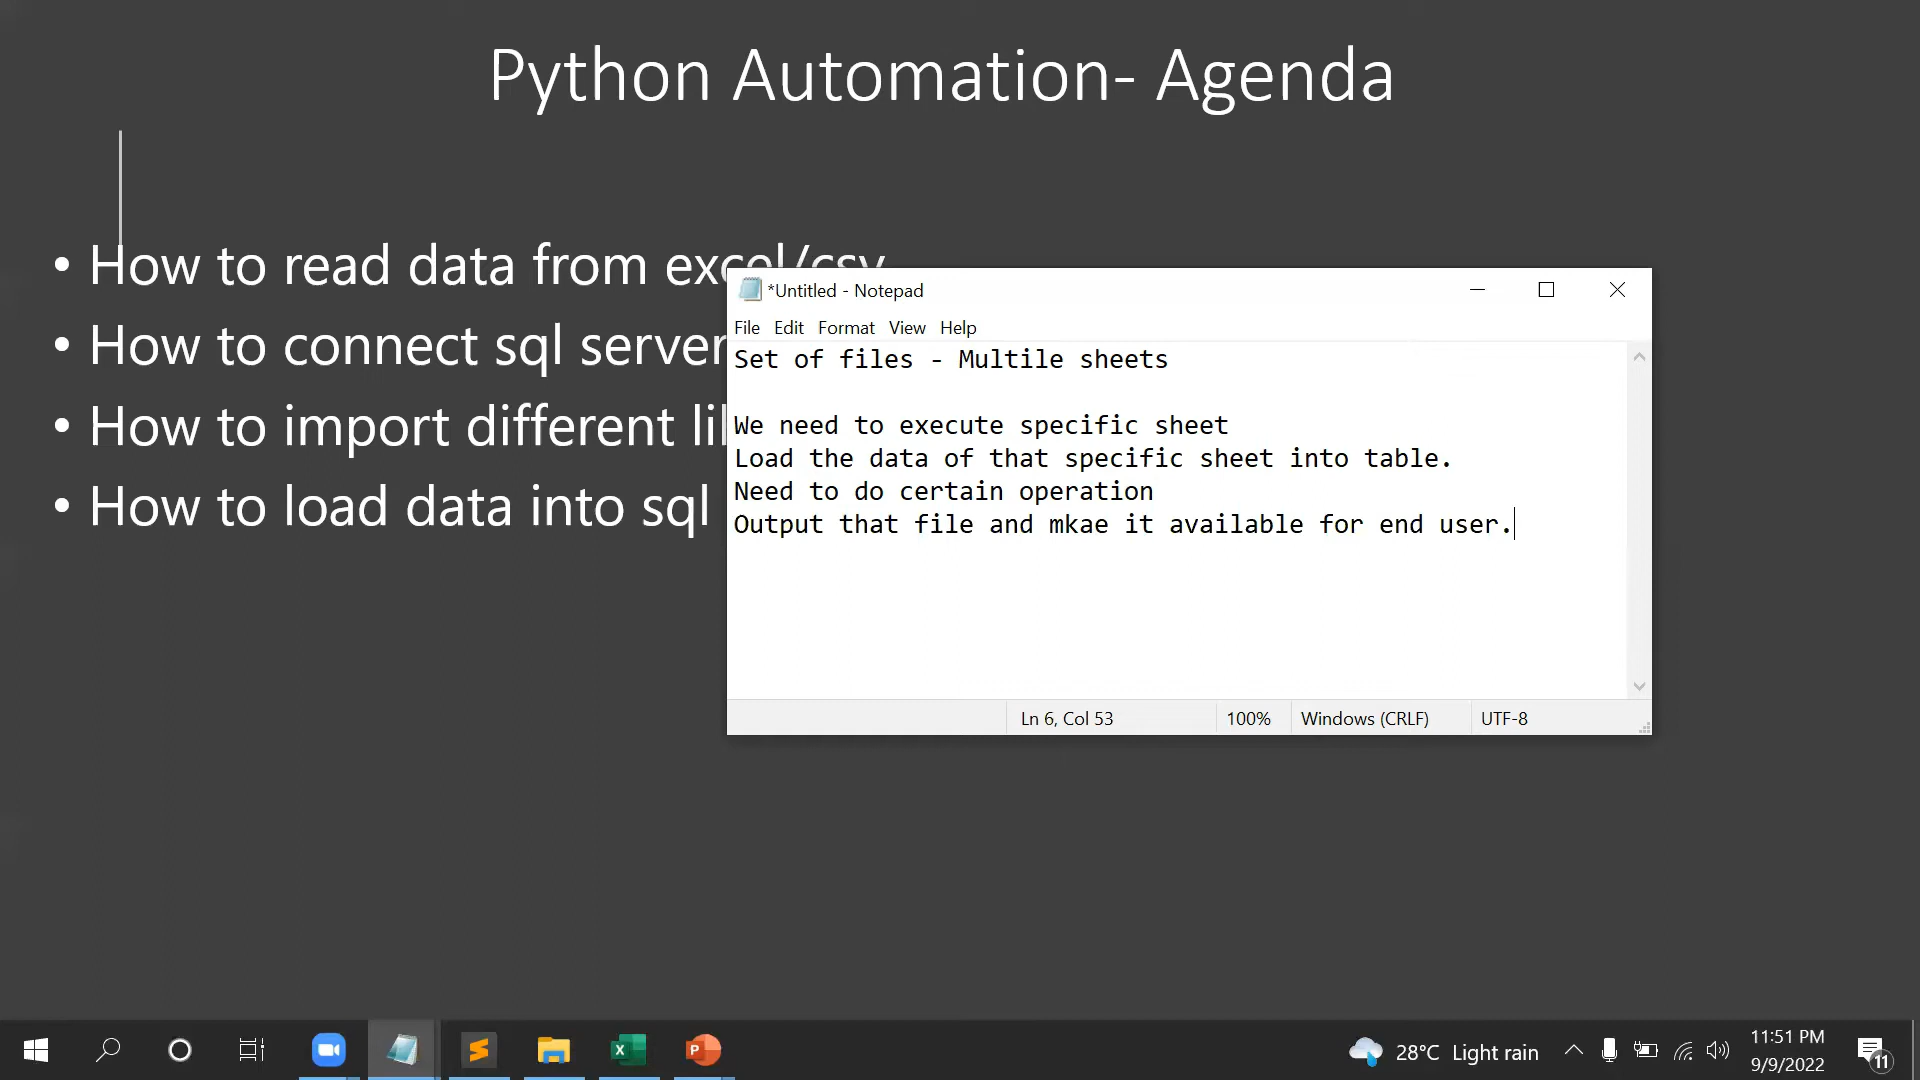 Python Automation- Agenda
• How to read data from excel/csv
• How to connect sql server
• How to import different
• How to load data into sql
*Untitled - Notepad
File Edit Format View Help
Set of files - Multile sheets
We need to execute specific sheet
Load the data of that specific sheet into table.
Need to do certain operation
Output that file and mkae it available for end user.
Ln 6, Col 53 100% Windows (CRLF) UTF-8
28°C Light rain
11:51 PM
9/9/2022
11